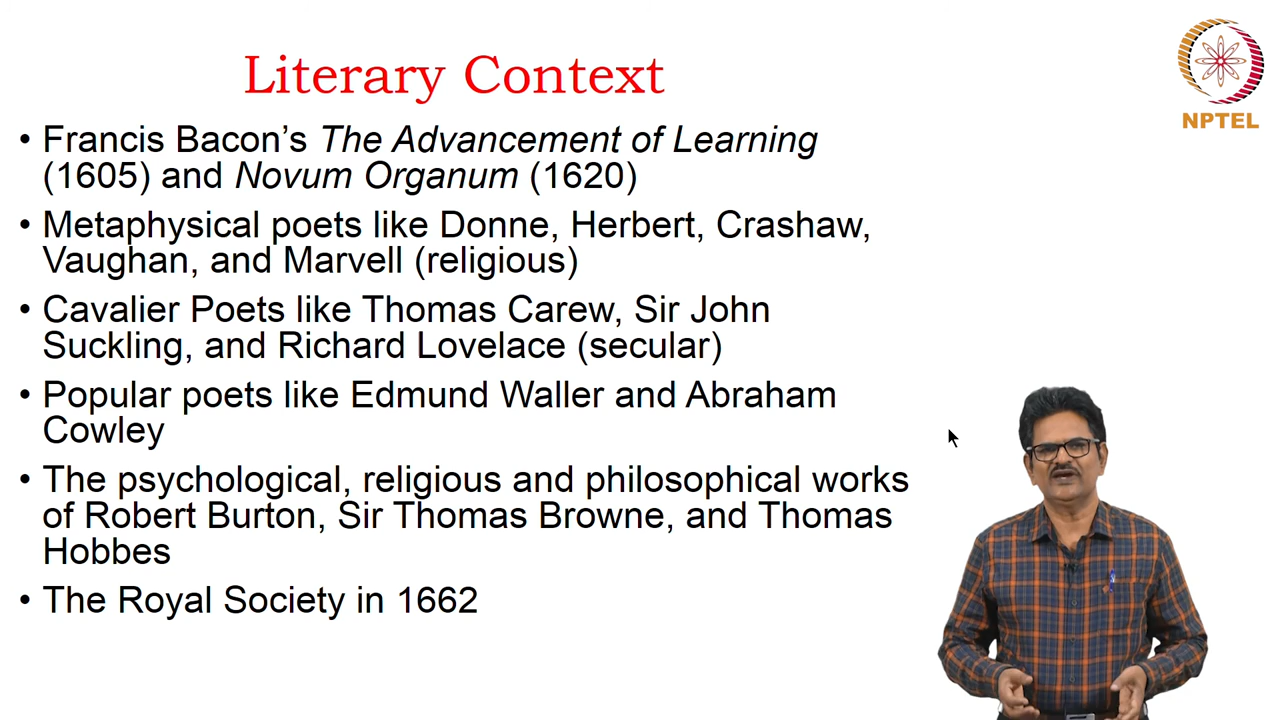 Literary Context
NPTEL
• Francis Bacon’s The Advancement of Learning
(1605) and Novum Organum (1620)
• Metaphysical poets like Donne, Herbert, Crashaw,
Vaughan, and Marvell (religious)
• Cavalier Poets like Thomas Carew, Sir John
Suckling, and Richard Lovelace (secular)
• Popular poets like Edmund Waller and Abraham
Cowley
• The psychological, religious and philosophical works
of Robert Burton, Sir Thomas Browne, and Thomas
Hobbes
• The Royal Society in 1662